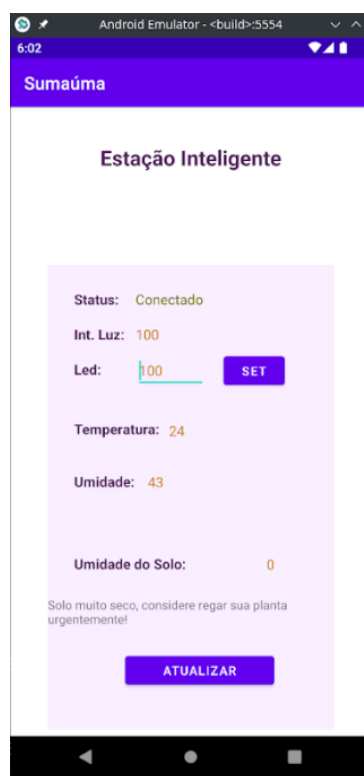 Android Emulator - <build>:5554
6:02
Sumaúma
Estação Inteligente
Status: Conectado
Int. Luz: 100
Led: 100 SET
Temperatura: 24
Umidade: 43
Umidade do Solo: 0
Solo muito seco, considere regar sua planta
urgentemente!
ATUALIZAR